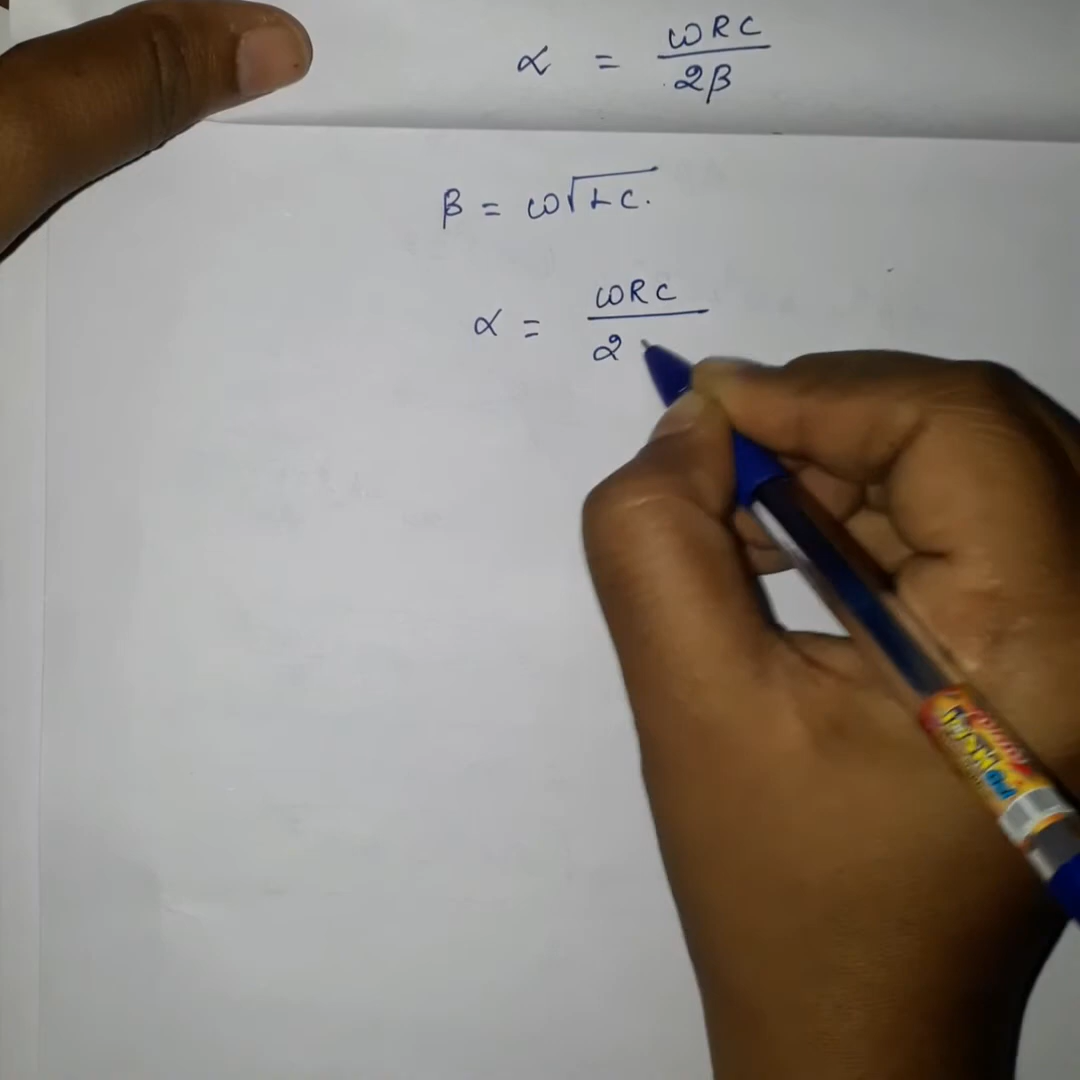 α = ωRC / 2β
β = ω√LC.
α = ωRC / 2